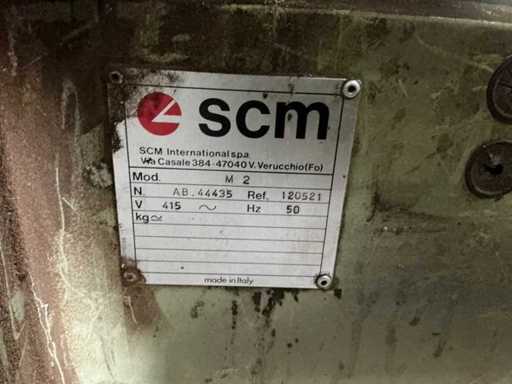 scm
SCM International spa
Via Casale 384-47040 V. Verucchio (Fo)
Mod. M 2
N. AB.44435 Ref. 120521
V 415 ~ Hz 50
kg≃
made in Italy